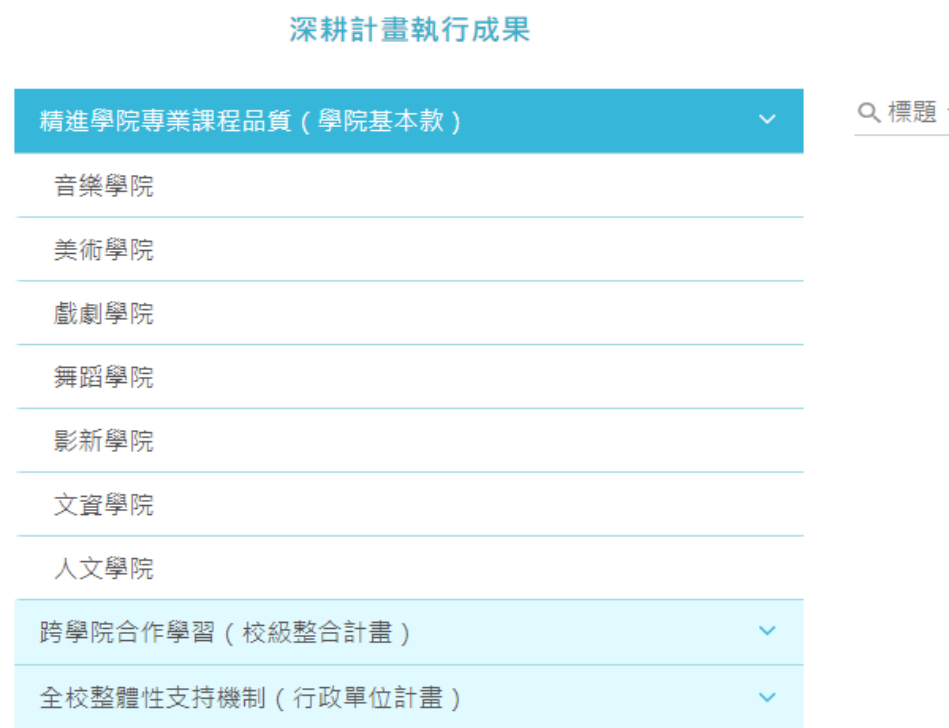 深耕計畫執行成果
精進學院專業課程品質（學院基本款）
標題
音樂學院
美術學院
戲劇學院
舞蹈學院
影新學院
文資學院
人文學院
跨學院合作學習（校級整合計畫）
全校整體性支持機制（行政單位計畫）